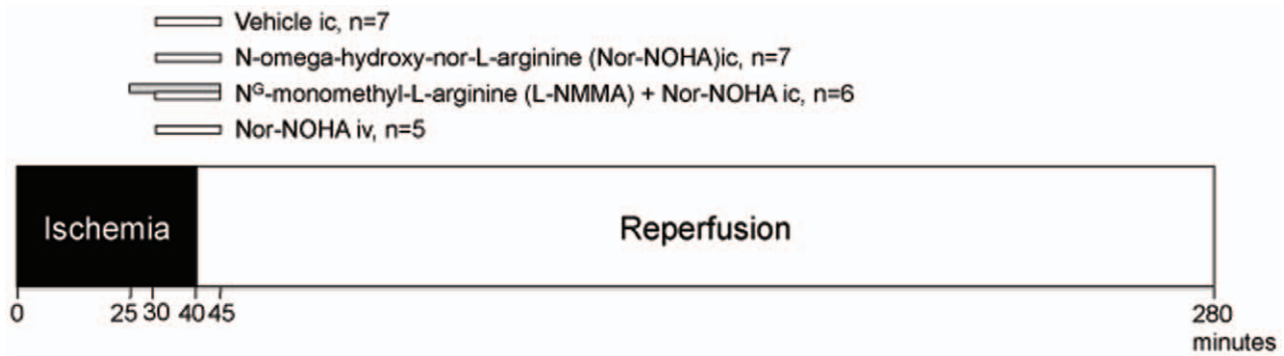 Vehicle ic, n=7
N-omega-hydroxy-nor-L-arginine (Nor-NOHA)ic, n=7
Nᴳ-monomethyl-L-arginine (L-NMMA) + Nor-NOHA ic, n=6
Nor-NOHA iv, n=5
Ischemia
Reperfusion
0 25 30 40 45 280
minutes